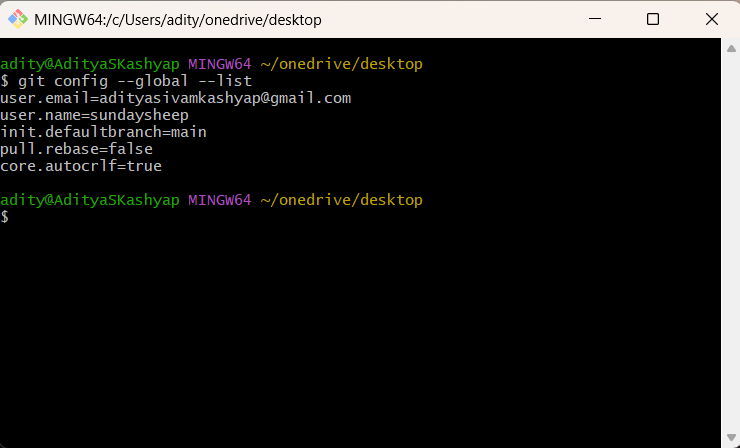 MINGW64:/c/Users/adity/onedrive/desktop
adity@AdityaSKashyap MINGW64 ~/onedrive/desktop
$ git config --global --list
user.email=adityasivamkashyap@gmail.com
user.name=sundaysheep
init.defaultbranch=main
pull.rebase=false
core.autocrlf=true
adity@AdityaSKashyap MINGW64 ~/onedrive/desktop
$